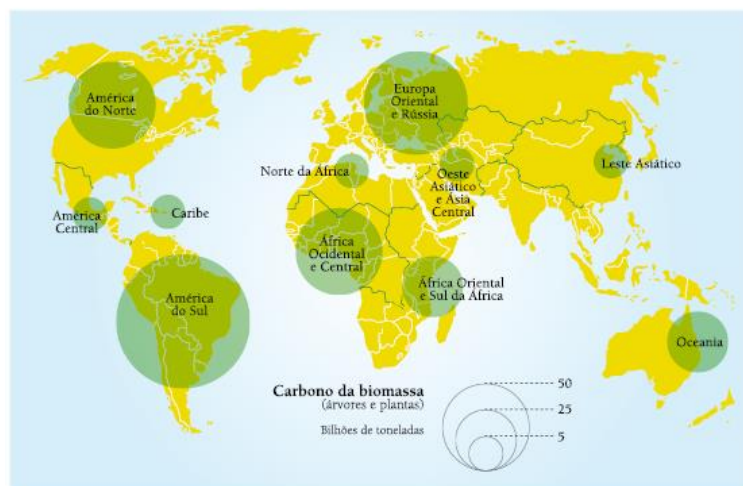 América
do Norte
Europa
Oriental
e Rússia
Norte da África
Oeste
Asiático
e Ásia
Central
Leste Asiático
América
Central
Caribe
África
Ocidental
e Central
América
do Sul
África Oriental
e Sul da África
Oceania
Carbono da biomassa
(árvores e plantas)
Bilhões de toneladas
50
25
5